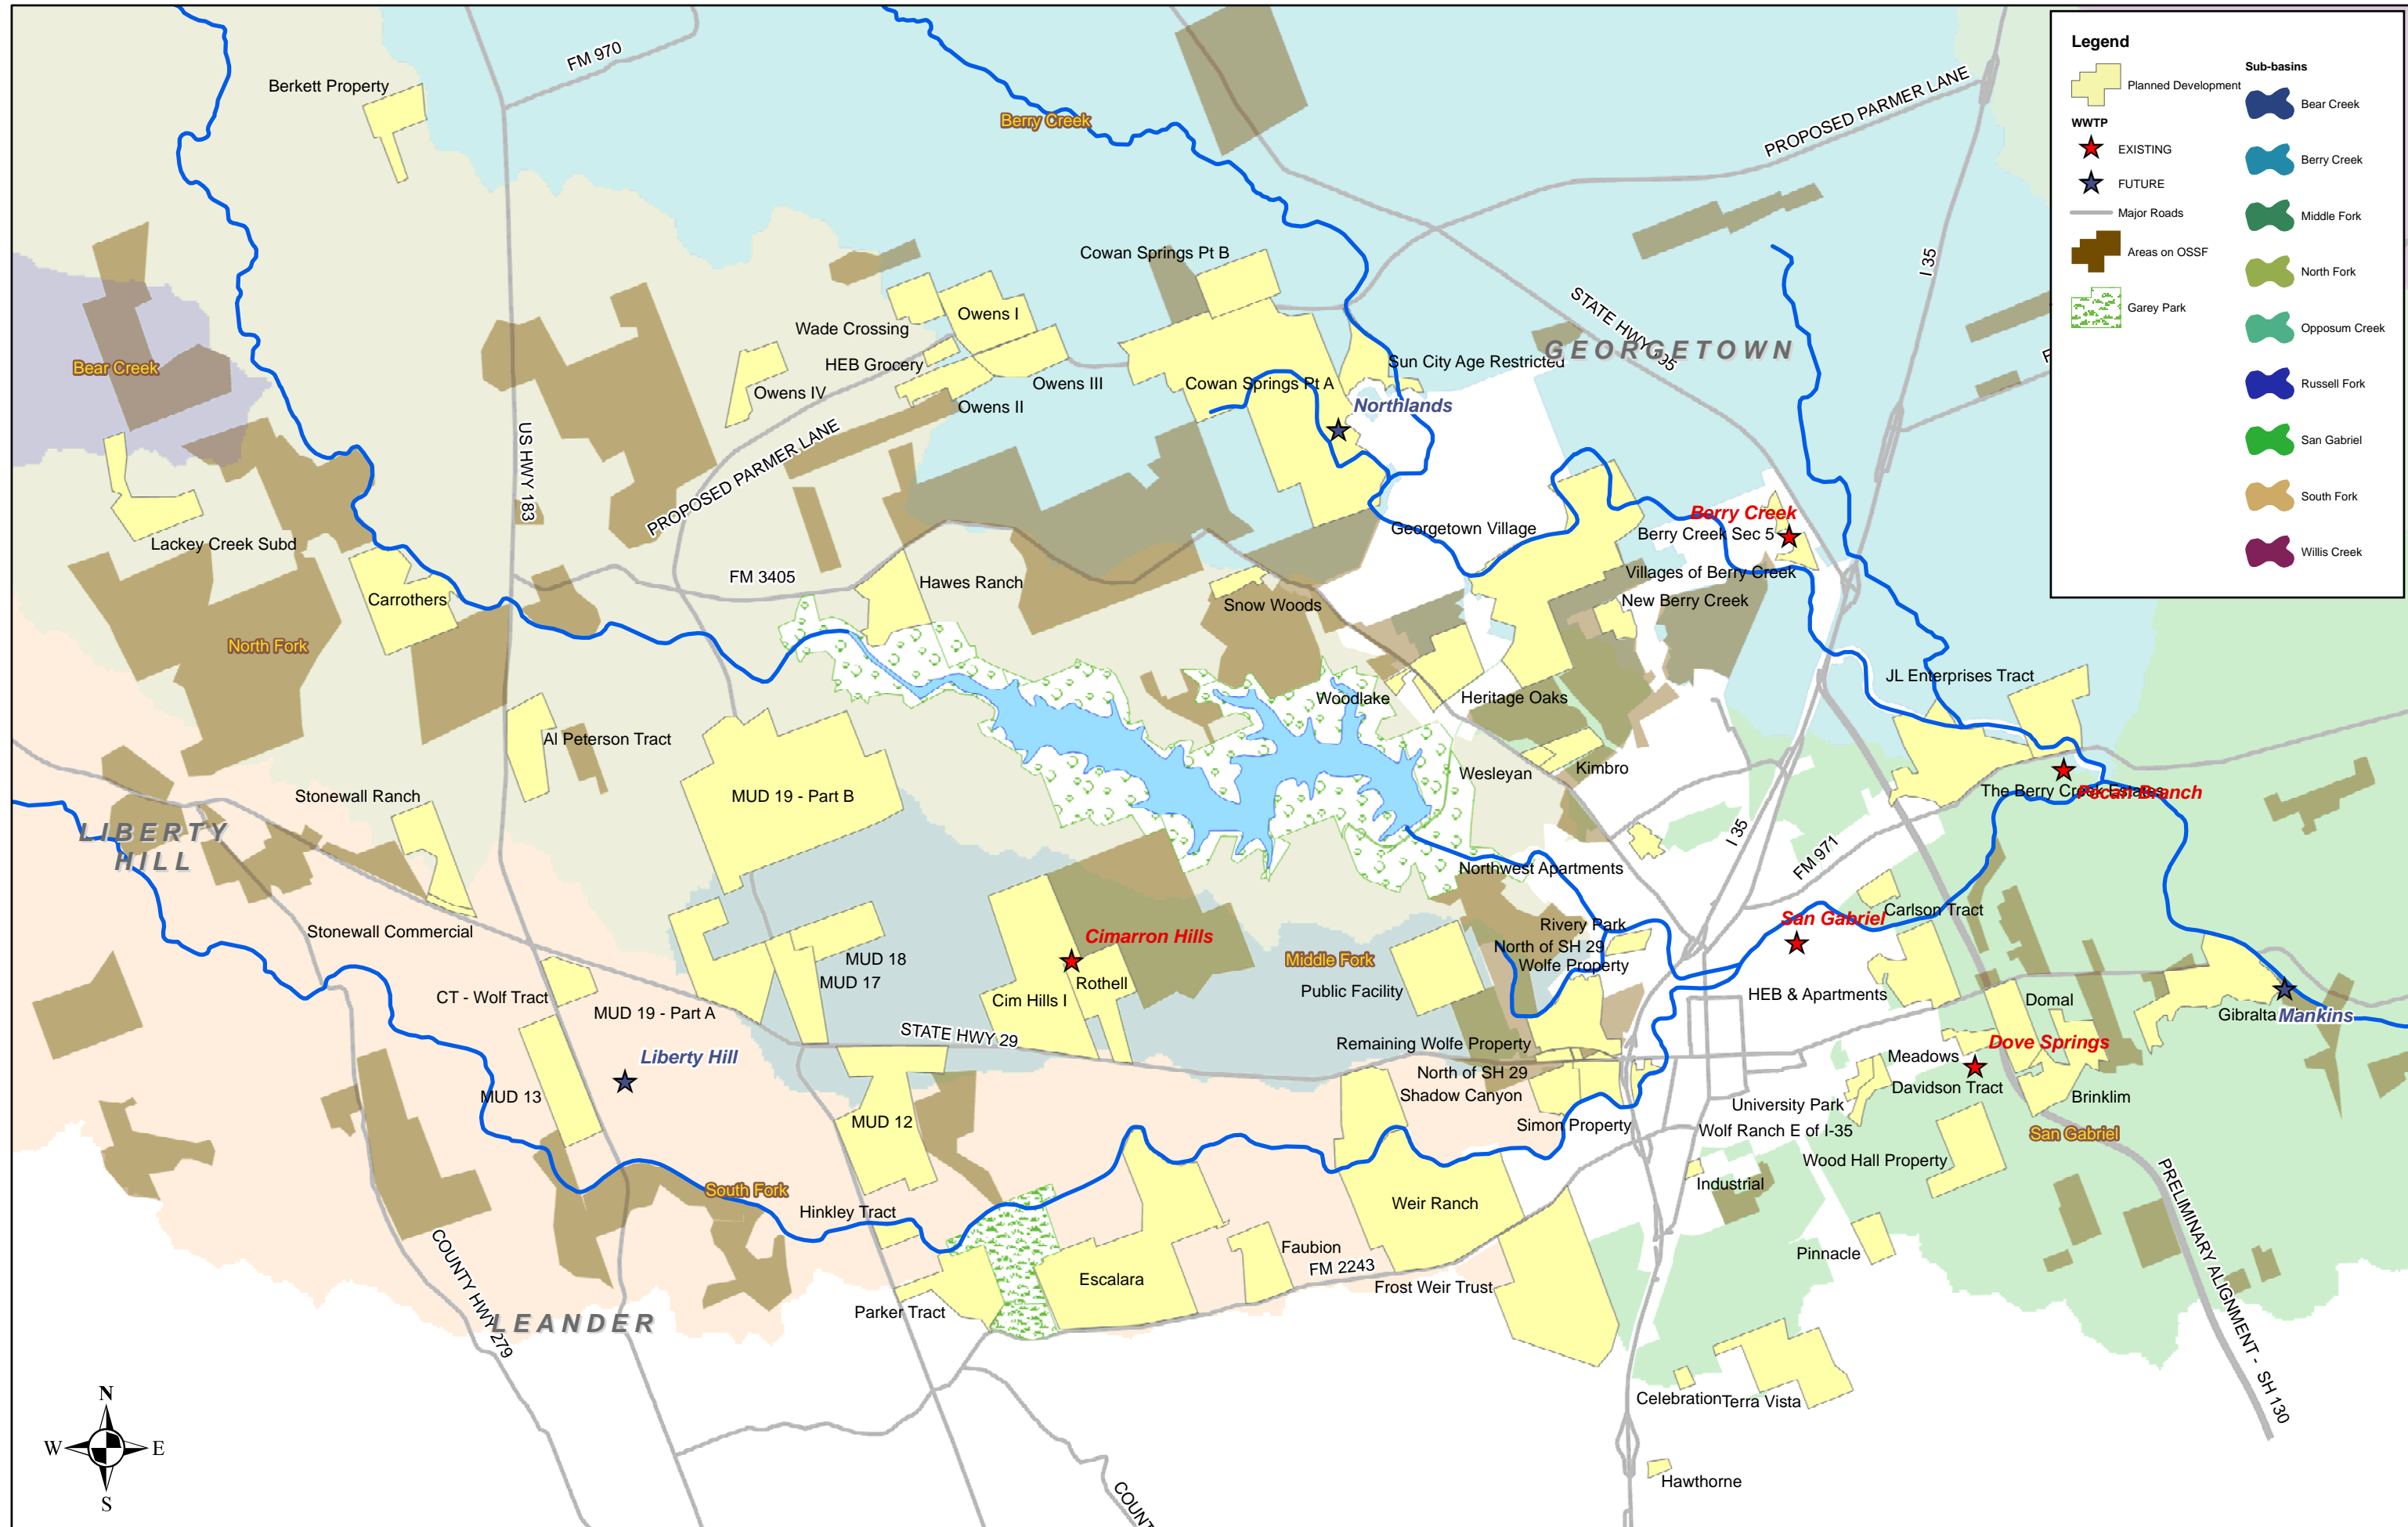 Legend
Planned Development
WWTP
EXISTING
FUTURE
Major Roads
Areas on OSSF
Garey Park
Sub-basins
Bear Creek
Berry Creek
Middle Fork
North Fork
Opposum Creek
Russell Fork
San Gabriel
South Fork
Willis Creek
FM 970
Berkett Property
Berry Creek
PROPOSED PARMER LANE
I 35
Cowan Springs Pt B
STATE HWY 195
GEORGETOWN
Owens I
Wade Crossing
HEB Grocery
Sun City Age Restricted
Bear Creek
Owens III
Cowan Springs Pt A
Owens IV
Owens II
Northlands
US HWY 183
PROPOSED PARMER LANE
Berry Creek
Georgetown Village
Berry Creek Sec 5
Lackey Creek Subd
Villages of Berry Creek
FM 3405
Hawes Ranch
Carrothers
Snow Woods
New Berry Creek
North Fork
JL Enterprises Tract
Woodlake
Heritage Oaks
Al Peterson Tract
Wesleyan
Kimbro
Stonewall Ranch
MUD 19 - Part B
The Berry Creek Estates
Pecan Branch
LIBERTY
HILL
I 35
FM 971
Northwest Apartments
Stonewall Commercial
Rivery Park
San Gabriel
Carlson Tract
Cimarron Hills
North of SH 29
Middle Fork
MUD 18
Wolfe Property
MUD 17
Rothell
Public Facility
CT - Wolf Tract
Cim Hills I
HEB & Apartments
Domal
MUD 19 - Part A
Gibralta
Mankins
STATE HWY 29
Remaining Wolfe Property
Dove Springs
Liberty Hill
Meadows
North of SH 29
Davidson Tract
MUD 13
Shadow Canyon
Brinklim
University Park
MUD 12
Simon Property
Wolf Ranch E of I-35
San Gabriel
Wood Hall Property
South Fork
Industrial
Weir Ranch
Hinkley Tract
Faubion
FM 2243
Pinnacle
Escalara
Frost Weir Trust
COUNTY HWY 279
Parker Tract
LEANDER
PRELIMINARY ALIGNMENT - SH 130
Celebration
Terra Vista
Hawthorne
COUNT
N
W
E
S